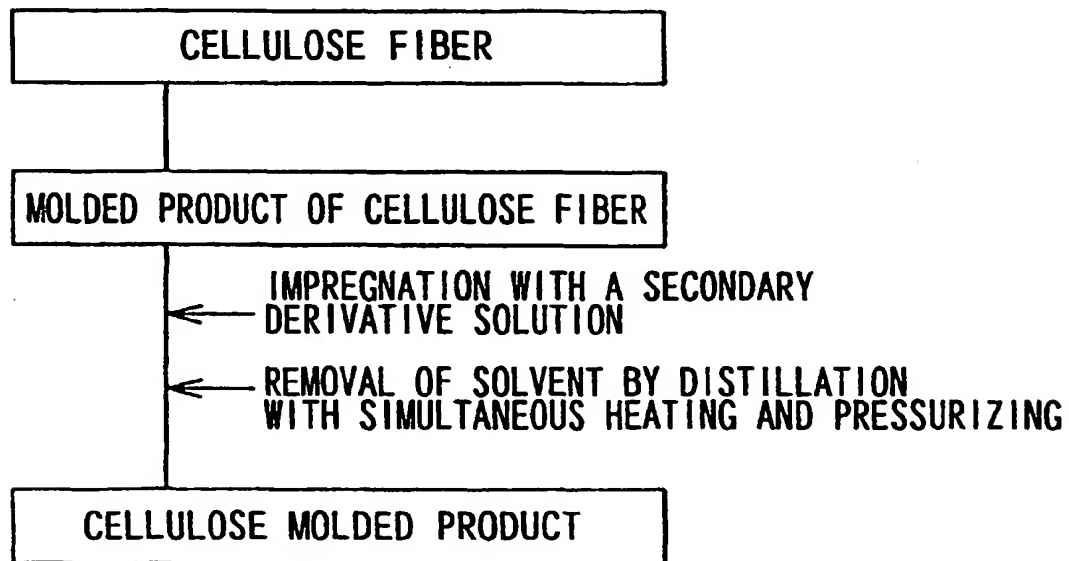 CELLULOSE FIBER
MOLDED PRODUCT OF CELLULOSE FIBER
IMPREGNATION WITH A SECONDARY
DERIVATIVE SOLUTION
REMOVAL OF SOLVENT BY DISTILLATION
WITH SIMULTANEOUS HEATING AND PRESSURIZING
CELLULOSE MOLDED PRODUCT